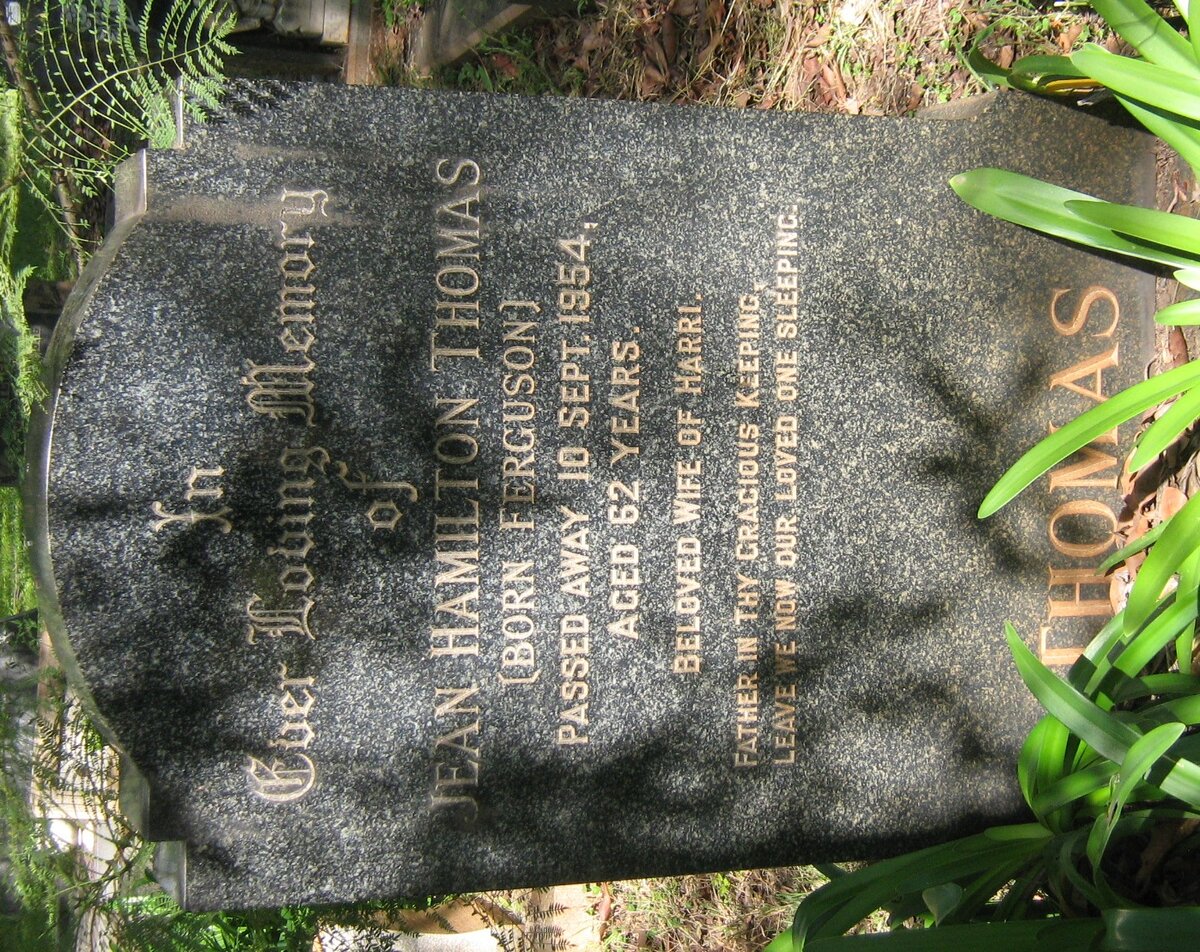 In
Ever Loving Memory
of
JEAN HAMILTON THOMAS
(BORN FERGUSON)
PASSED AWAY 10 SEPT. 1954,
AGED 62 YEARS.
BELOVED WIFE OF HARRI.
FATHER IN THY GRACIOUS KEEPING,
LEAVE WE NOW OUR LOVED ONE SLEEPING.
THOMAS